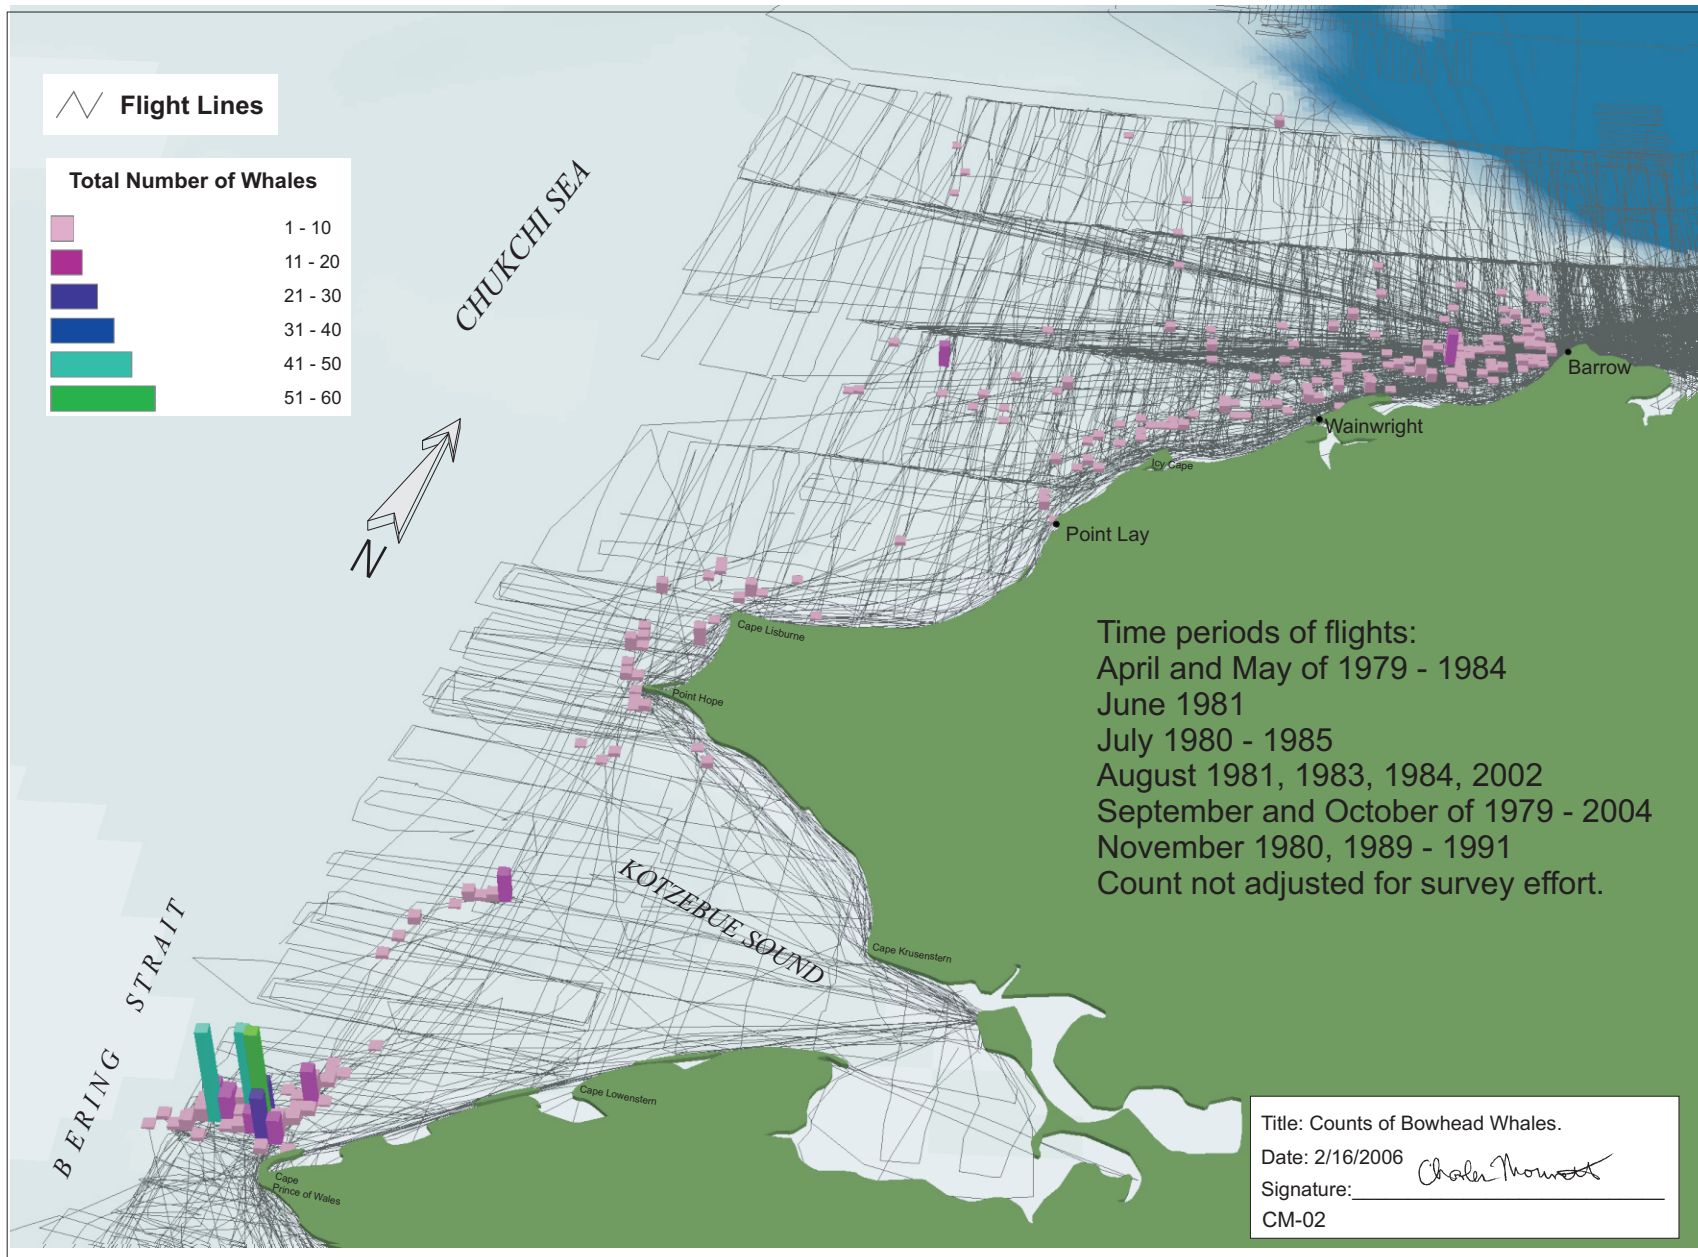 Flight Lines
Total Number of Whales
1 - 10
11 - 20
21 - 30
31 - 40
41 - 50
51 - 60
CHUKCHI SEA
N
Barrow
Wainwright
Icy Cape
Point Lay
Cape Lisburne
Point Hope
Time periods of flights:
April and May of 1979 - 1984
June 1981
July 1980 - 1985
August 1981, 1983, 1984, 2002
September and October of 1979 - 2004
November 1980, 1989 - 1991
Count not adjusted for survey effort.
KOTZEBUE SOUND
Cape Krusenstern
BERING STRAIT
Cape Lowenstern
Cape
Prince of Wales
Title: Counts of Bowhead Whales.
Date: 2/16/2006
Signature:
CM-02